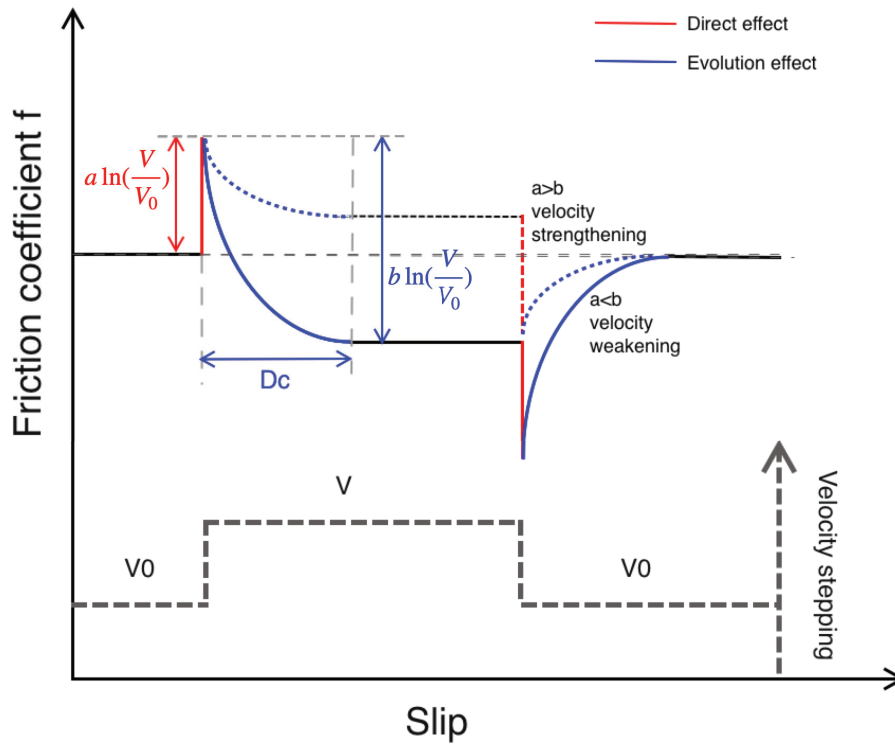 Direct effect
Evolution effect
Friction coefficient f
a ln(V/V₀)
b ln(V/V₀)
a>b
velocity
strengthening
a<b
velocity
weakening
Dc
V
V0
V0
Velocity stepping
Slip